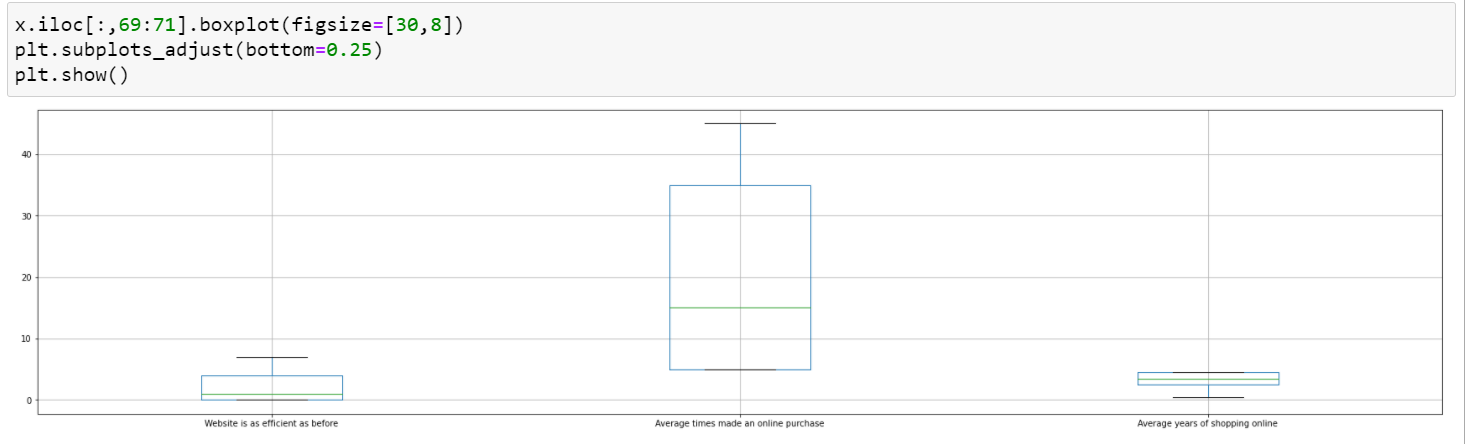 x.iloc[:,69:71].boxplot(figsize=[30,8])
plt.subplots_adjust(bottom=0.25)
plt.show()
40
30
20
10
0
Website is as efficient as before Average times made an online purchase Average years of shopping online